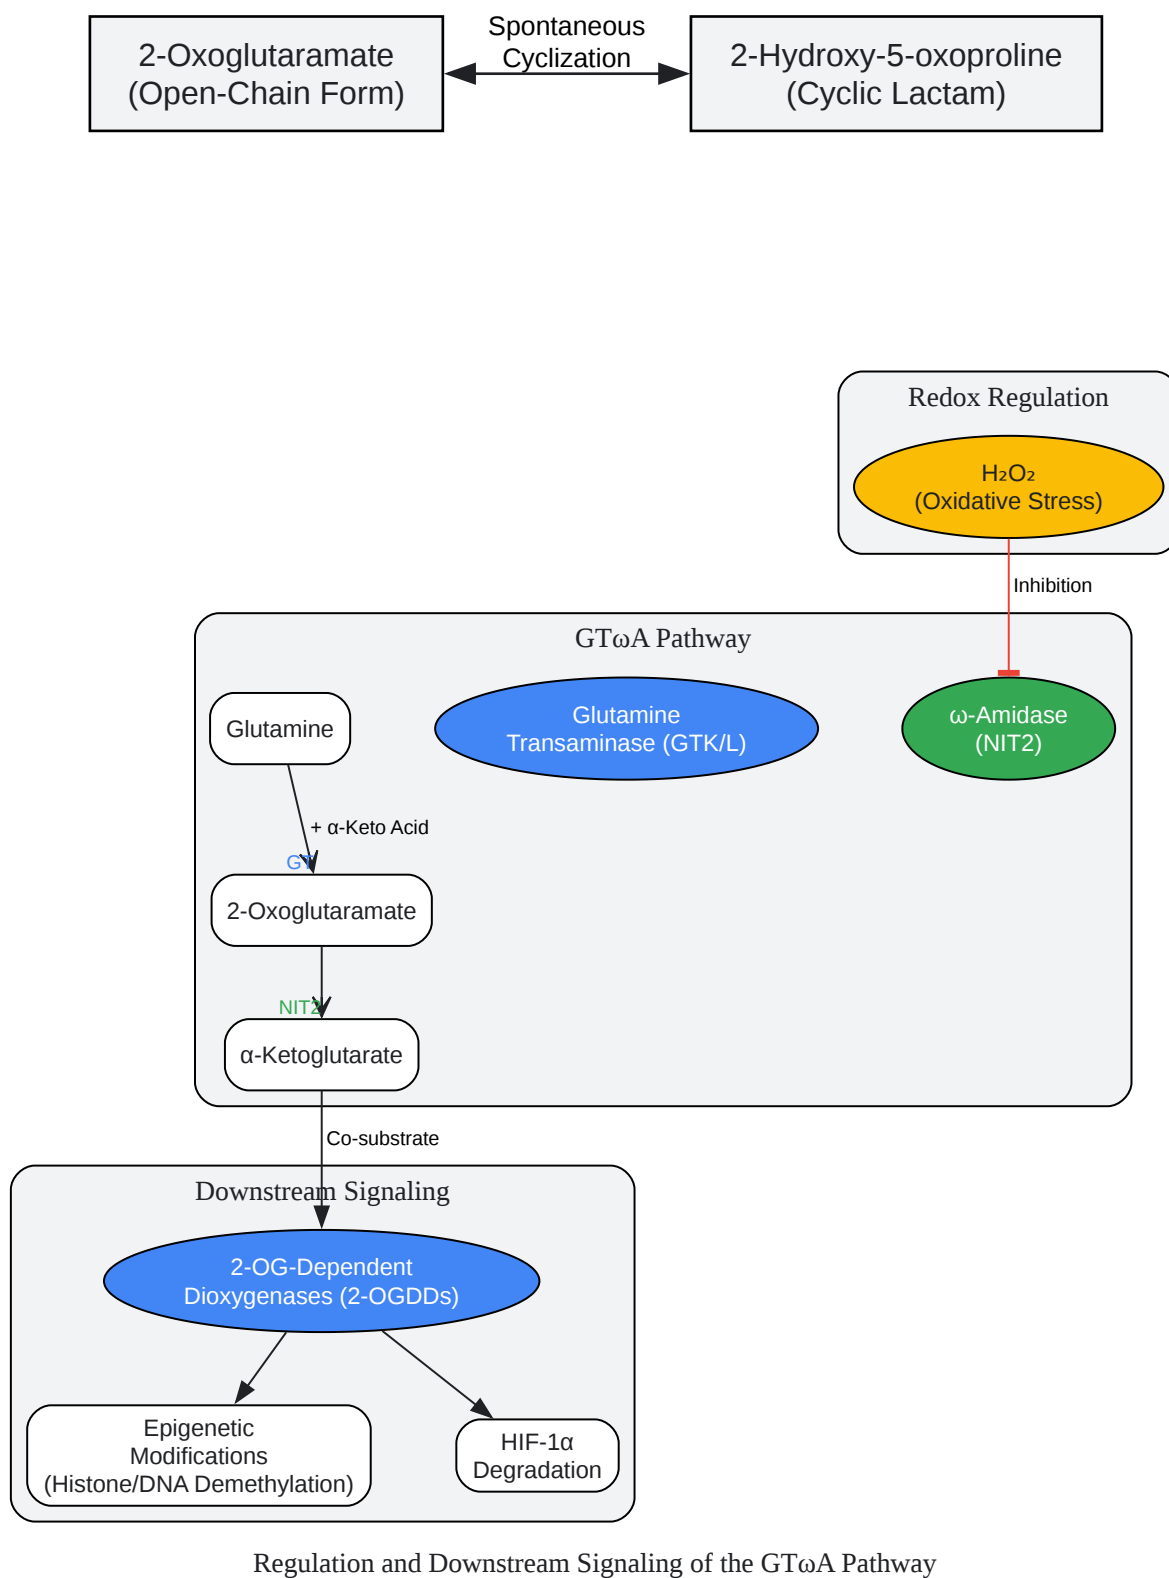 2-Oxoglutaramate
(Open-Chain Form)
Spontaneous
Cyclization
2-Hydroxy-5-oxoproline
(Cyclic Lactam)
Redox Regulation
H₂O₂
(Oxidative Stress)
Inhibition
GTωA Pathway
Glutamine
Glutamine
Transaminase (GTK/L)
ω-Amidase
(NIT2)
+ α-Keto Acid
GT
2-Oxoglutaramate
NIT2
α-Ketoglutarate
Co-substrate
Downstream Signaling
2-OG-Dependent
Dioxygenases (2-OGDDs)
Epigenetic
Modifications
(Histone/DNA Demethylation)
HIF-1α
Degradation
Regulation and Downstream Signaling of the GTωA Pathway